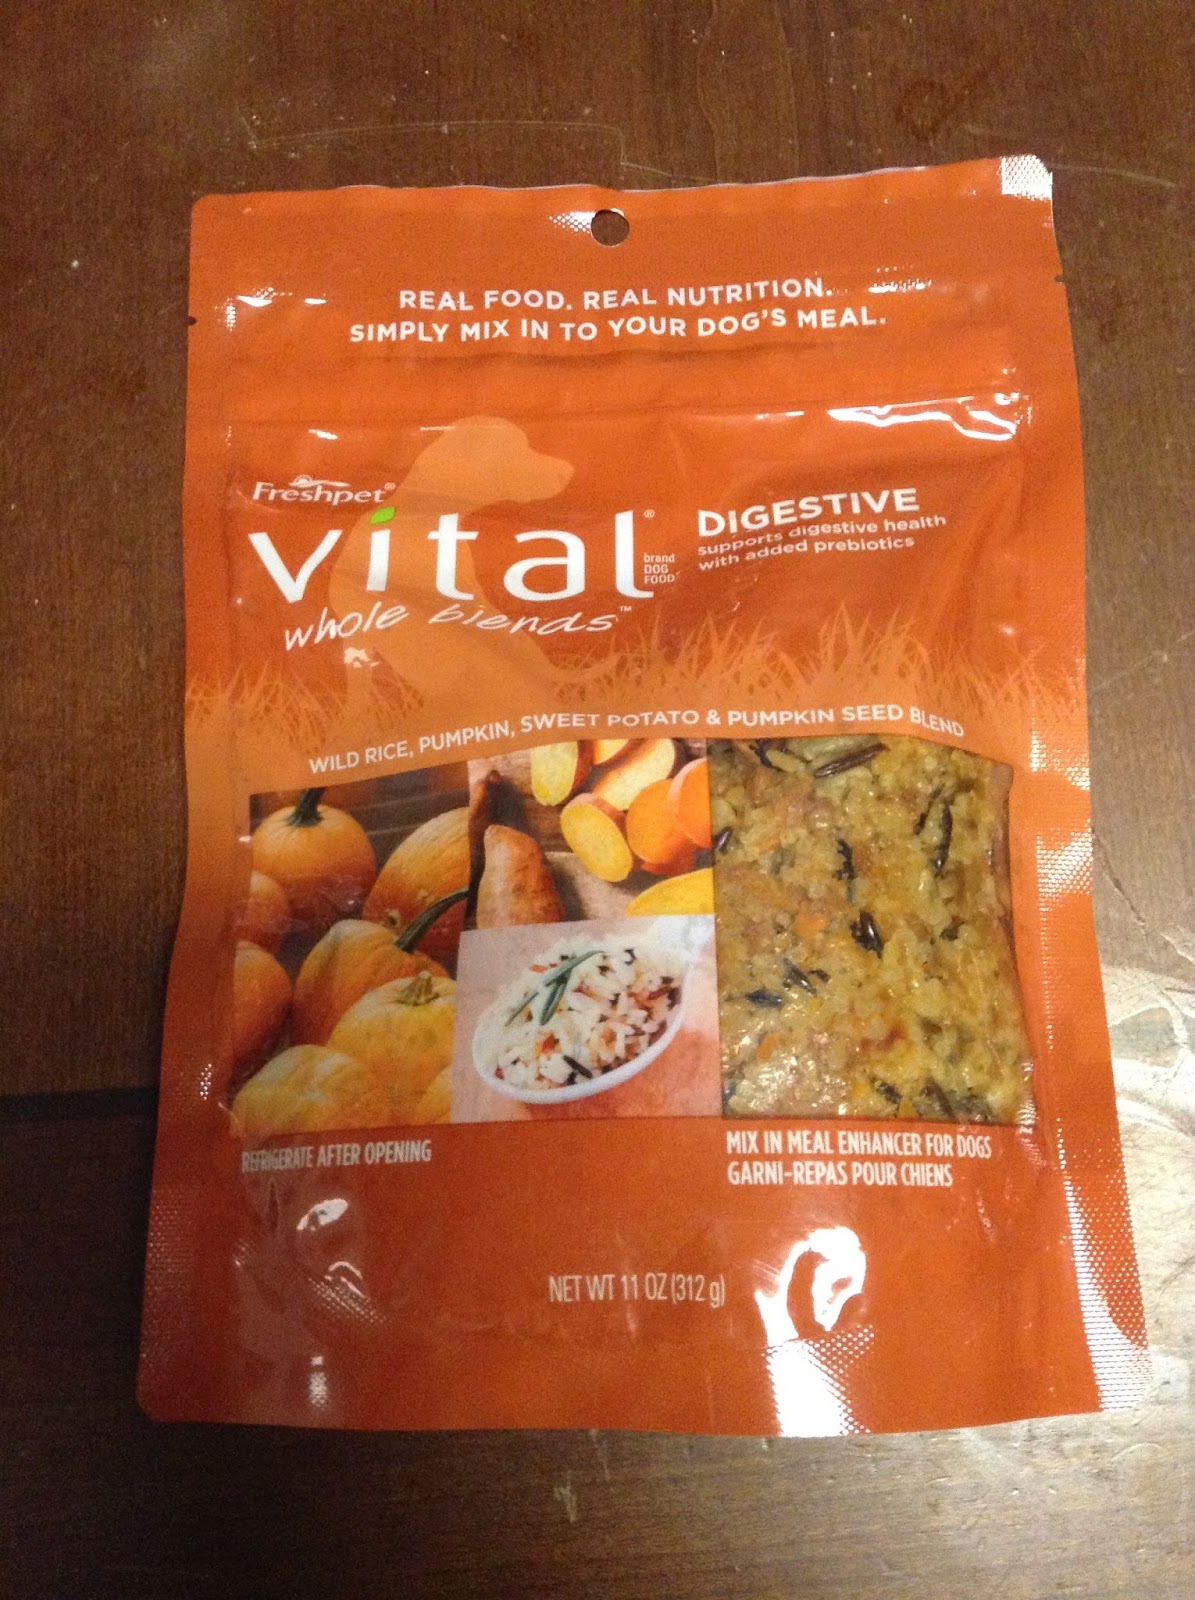 REAL FOOD. REAL NUTRITION.
SIMPLY MIX IN TO YOUR DOG'S MEAL.
Freshpet®
vital®
brand
DOG
FOOD
whole blends™
DIGESTIVE
supports digestive health
with added prebiotics
WILD RICE, PUMPKIN, SWEET POTATO & PUMPKIN SEED BLEND
REFRIGERATE AFTER OPENING
MIX IN MEAL ENHANCER FOR DOGS
GARNI-REPAS POUR CHIENS
NET WT 11 OZ (312 g)